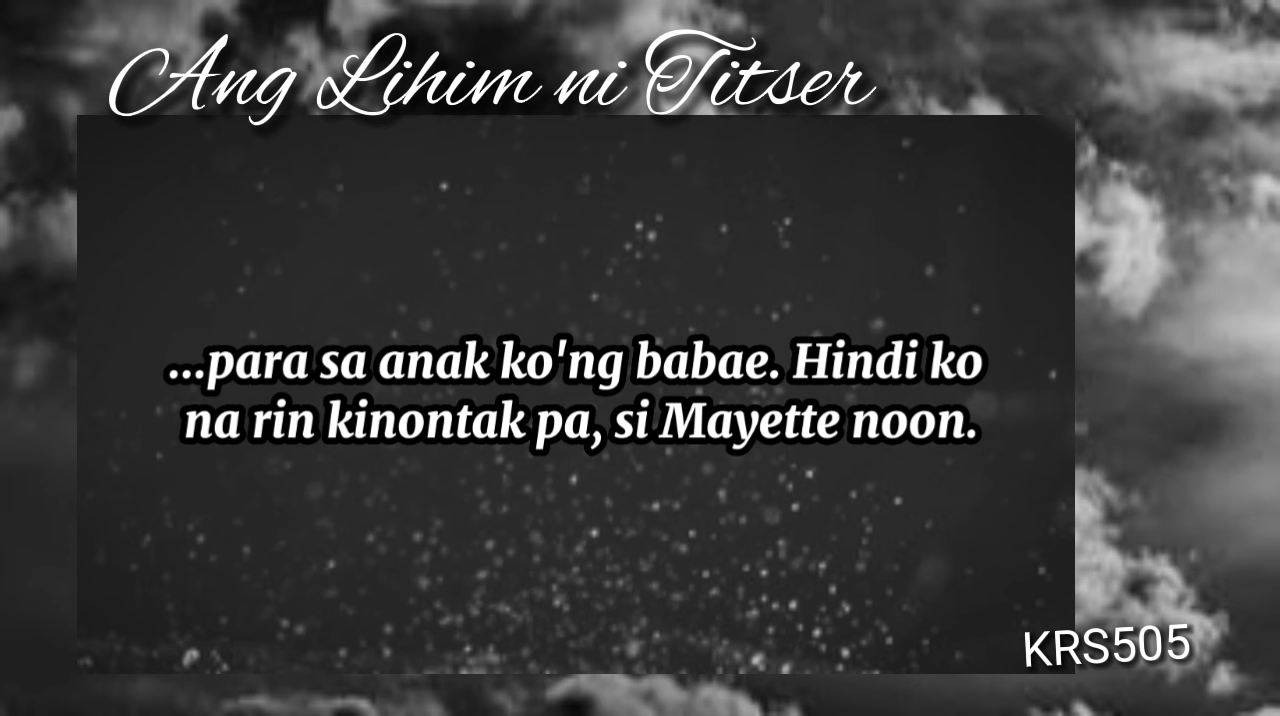 Ang Lihim ni Titser
...para sa anak ko'ng babae. Hindi ko
na rin kinontak pa, si Mayette noon.
KRS505